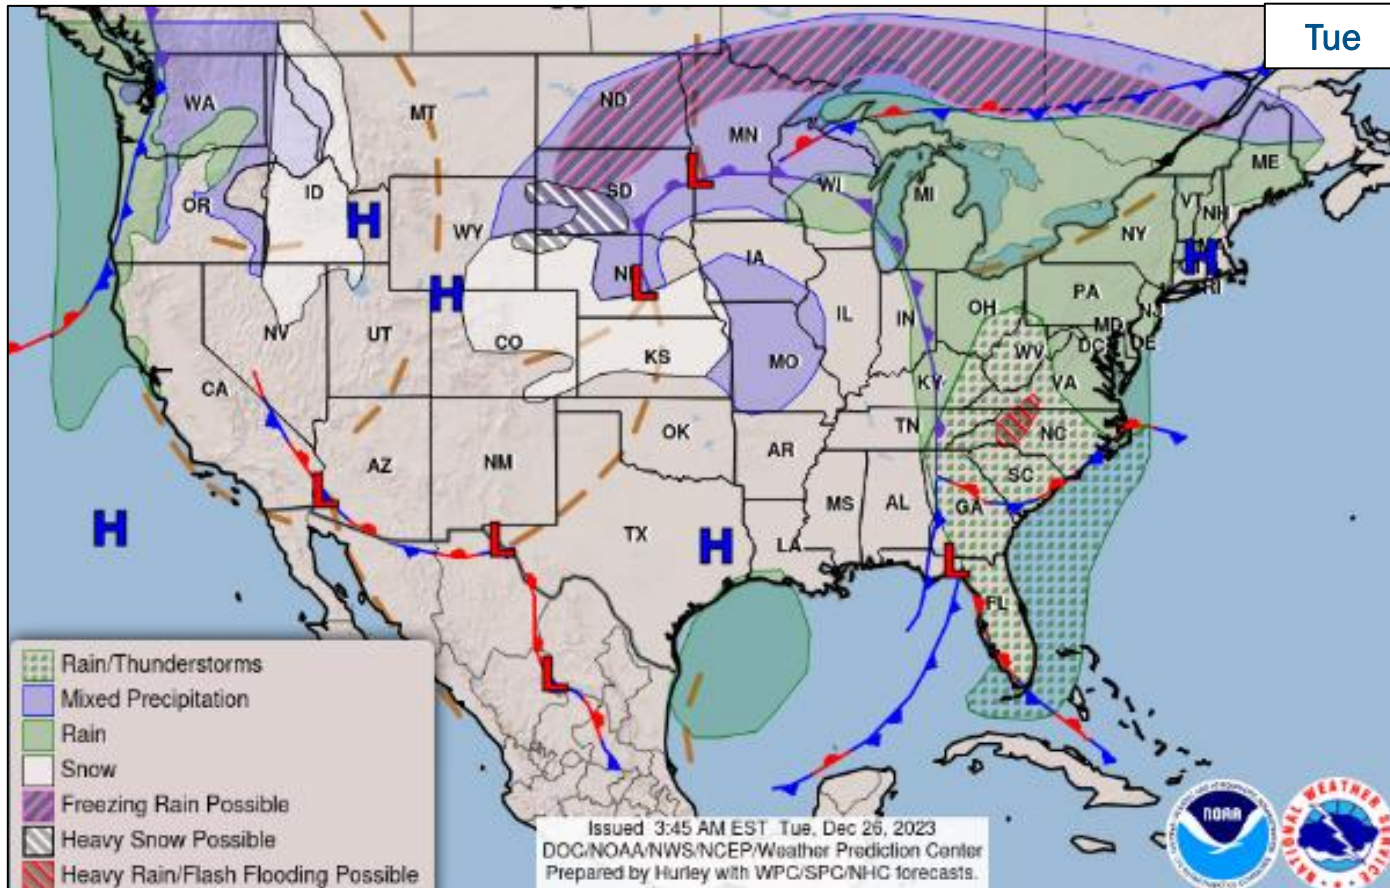 Tue
WA
MT
ND
MN
ME
OR
ID
SD
WI
MI
VT
NH
H
L
WY
NY
MA
H
H
L
NE
IA
RI
NV
UT
CO
KS
MO
IL
IN
OH
PA
NJ
MD
DE
DC
WV
VA
KY
CA
AZ
NM
OK
AR
TN
NC
SC
L
MS
AL
GA
H
L
TX
H
LA
L
FL
L
Rain/Thunderstorms
Mixed Precipitation
Rain
Snow
Freezing Rain Possible
Heavy Snow Possible
Heavy Rain/Flash Flooding Possible
Issued 3:45 AM EST Tue, Dec 26, 2023
DOC/NOAA/NWS/NCEP/Weather Prediction Center
Prepared by Hurley with WPC/SPC/NHC forecasts.
NOAA
NATIONAL WEATHER SERVICE